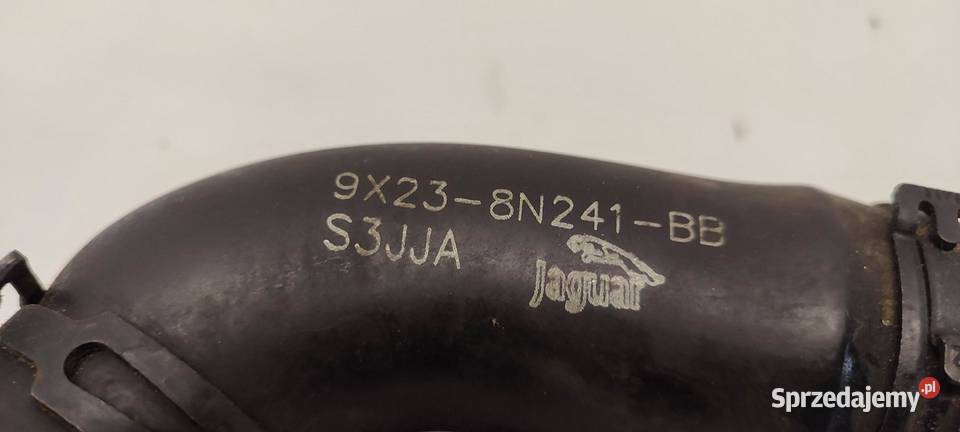 9X23-8N241-BB
S3JJA
Jaguar
Sprzedajemy.pl